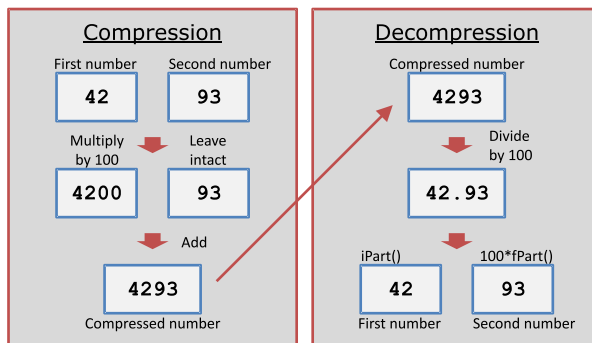 Compression
First number
Second number
42
93
Multiply
by 100
Leave
intact
4200
93
Add
4293
Compressed number
Decompression
Compressed number
4293
Divide
by 100
42.93
iPart()
100*fPart()
42
93
First number
Second number